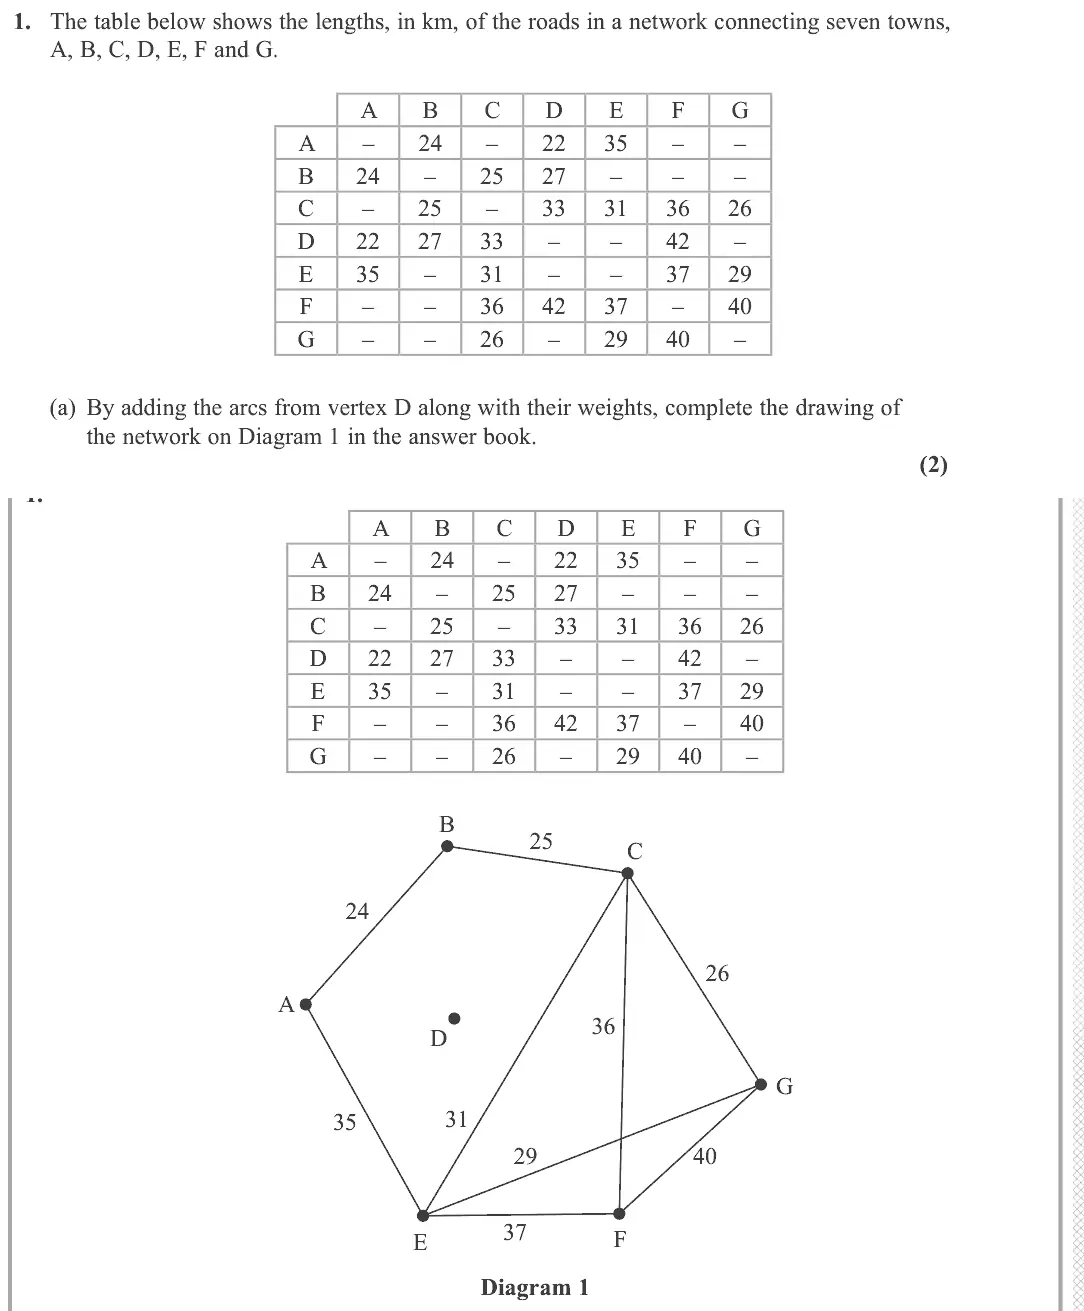 1. The table below shows the lengths, in km, of the roads in a network connecting seven towns,
A, B, C, D, E, F and G.
A B C D E F G
A – 24 – 22 35 – –
B 24 – 25 27 – – –
C – 25 – 33 31 36 26
D 22 27 33 – – 42 –
E 35 – 31 – – 37 29
F – – 36 42 37 – 40
G – – 26 – 29 40 –
(a) By adding the arcs from vertex D along with their weights, complete the drawing of
the network on Diagram 1 in the answer book.
(2)
A B C D E F G
A – 24 – 22 35 – –
B 24 – 25 27 – – –
C – 25 – 33 31 36 26
D 22 27 33 – – 42 –
E 35 – 31 – – 37 29
F – – 36 42 37 – 40
G – – 26 – 29 40 –
B
25
C
24
26
A
D
36
G
35
31
29
40
E
37
F
Diagram 1